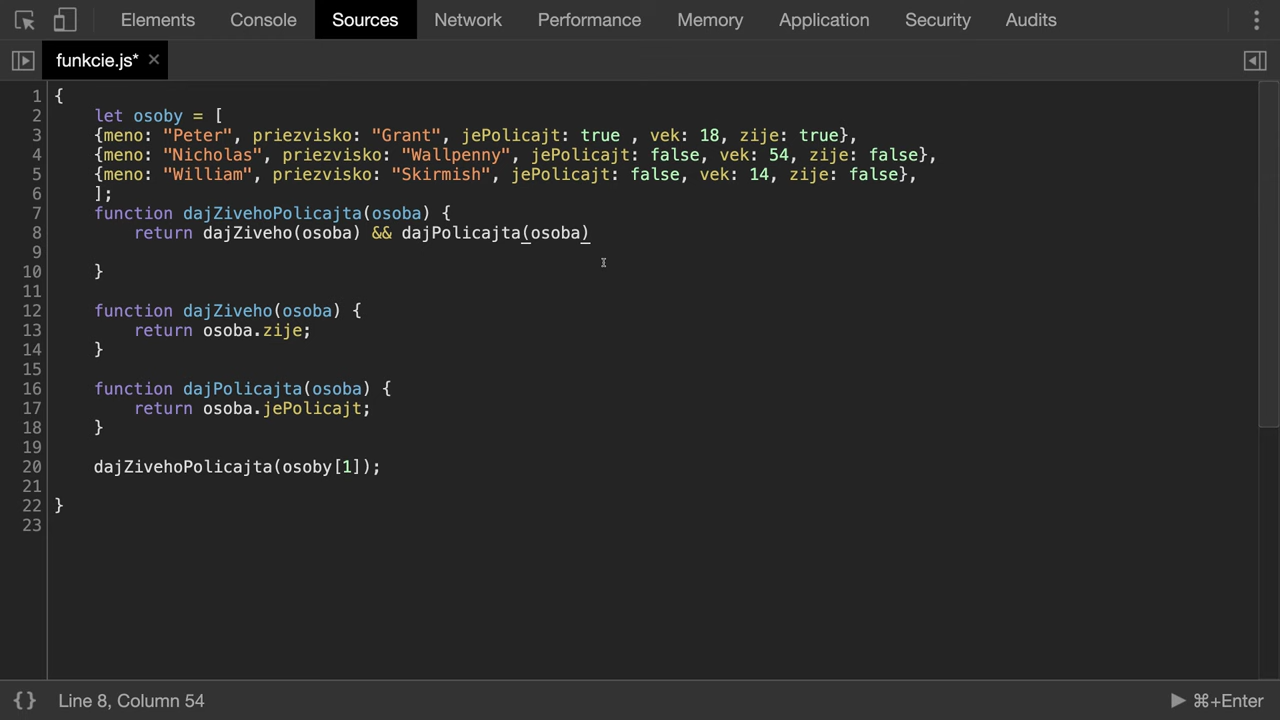 Elements Console Sources Network Performance Memory Application Security Audits
funkcie.js* ×
1 {
2 let osoby = [
3 {meno: "Peter", priezvisko: "Grant", jePolicajt: true , vek: 18, zije: true},
4 {meno: "Nicholas", priezvisko: "Wallpenny", jePolicajt: false, vek: 54, zije: false},
5 {meno: "William", priezvisko: "Skirmish", jePolicajt: false, vek: 14, zije: false},
6 ];
7 function dajZivehoPolicajta(osoba) {
8 return dajZiveho(osoba) && dajPolicajta(osoba)
9
10 }
11
12 function dajZiveho(osoba) {
13 return osoba.zije;
14 }
15
16 function dajPolicajta(osoba) {
17 return osoba.jePolicajt;
18 }
19
20 dajZivehoPolicajta(osoby[1]);
21
22 }
23
{} Line 8, Column 54 ▶ ⌘+Enter